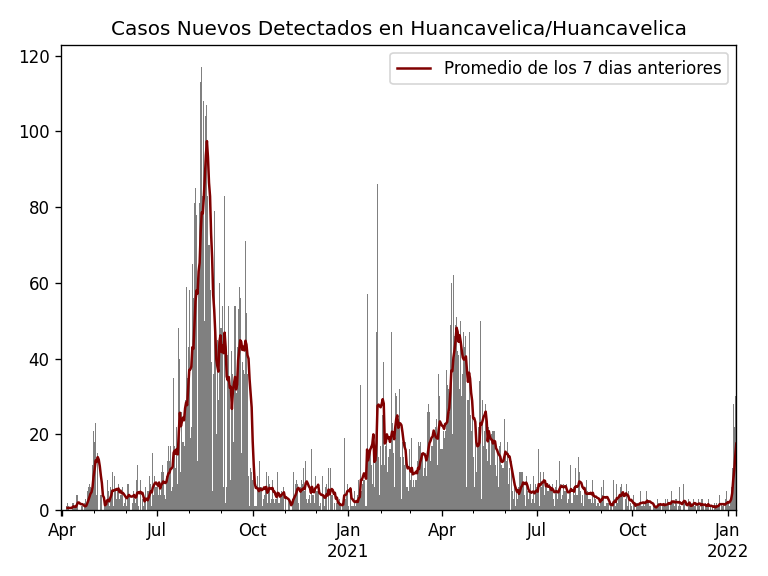 Casos Nuevos Detectados en Huancavelica/Huancavelica
Promedio de los 7 dias anteriores
120
100
80
60
40
20
0
Apr Jul Oct Jan Apr Jul Oct Jan
2021 2022